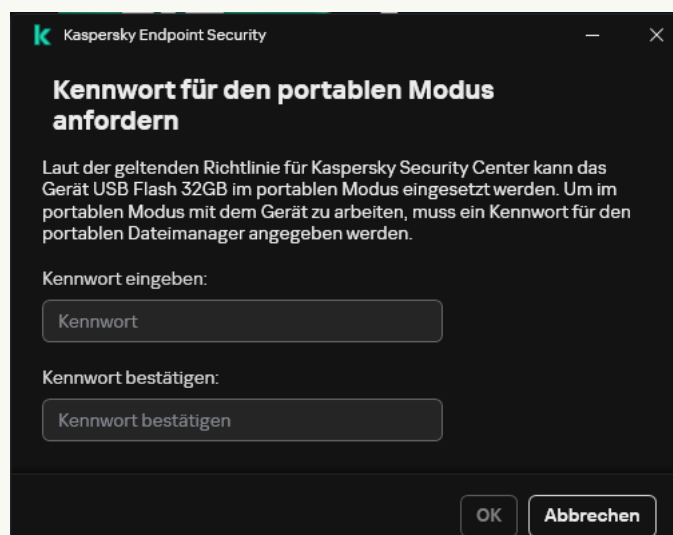 Kaspersky Endpoint Security
Kennwort für den portablen Modus
anfordern
Laut der geltenden Richtlinie für Kaspersky Security Center kann das
Gerät USB Flash 32GB im portablen Modus eingesetzt werden. Um im
portablen Modus mit dem Gerät zu arbeiten, muss ein Kennwort für den
portablen Dateimanager angegeben werden.
Kennwort eingeben:
Kennwort
Kennwort bestätigen:
Kennwort bestätigen
OK Abbrechen